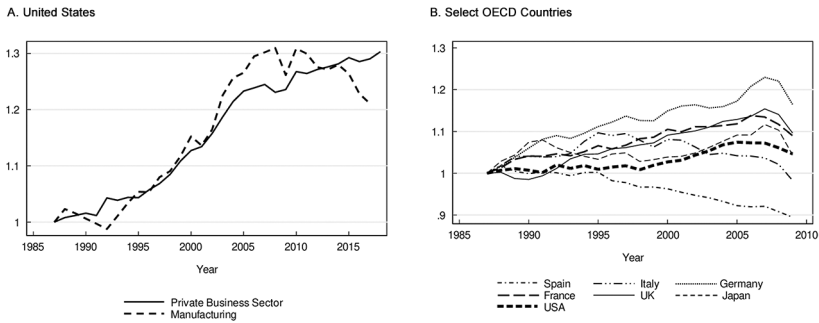 A. United States
1.3
1.2
1.1
1
1985 1990 1995 2000 2005 2010 2015
Year
Private Business Sector
Manufacturing
B. Select OECD Countries
1.3
1.2
1.1
1
.9
1985 1990 1995 2000 2005 2010
Year
Spain Italy Germany
France UK Japan
USA